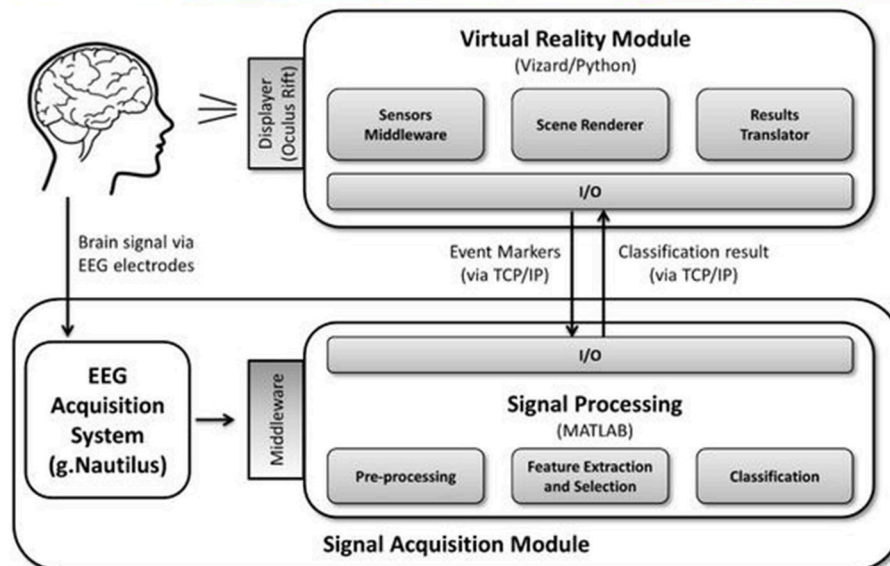 Virtual Reality Module
(Vizard/Python)
Displayer
(Oculus Rift)
Sensors
Middleware
Scene Renderer
Results
Translator
I/O
Brain signal via
EEG electrodes
Event Markers
(via TCP/IP)
Classification result
(via TCP/IP)
EEG
Acquisition
System
(g.Nautilus)
Middleware
I/O
Signal Processing
(MATLAB)
Pre-processing
Feature Extraction
and Selection
Classification
Signal Acquisition Module